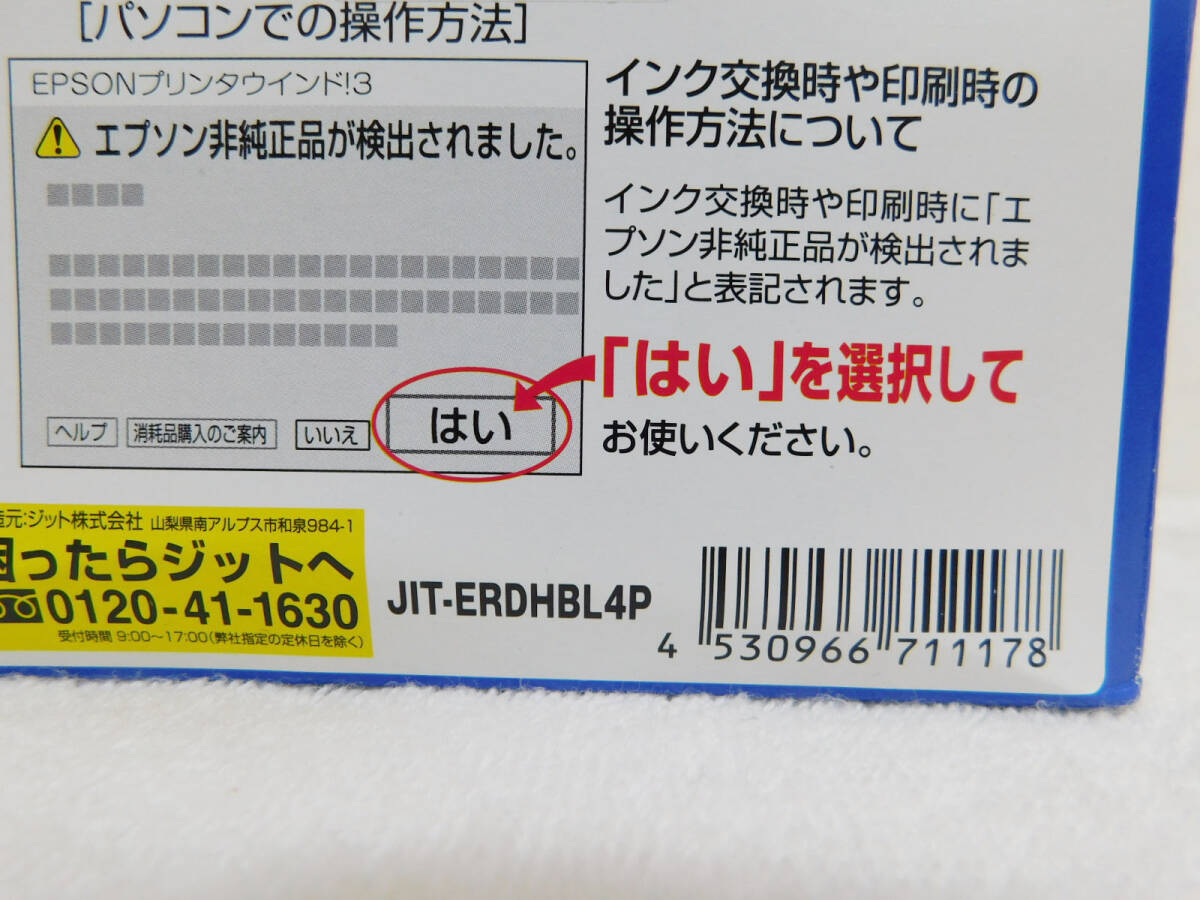 [パソコンでの操作方法]
EPSONプリンタウインド!3
エプソン非純正品が検出されました。
ヘルプ 消耗品購入のご案内 いいえ はい
インク交換時や印刷時の
操作方法について
インク交換時や印刷時に「エ
プソン非純正品が検出されま
した」と表記されます。
「はい」を選択して
お使いください。
造元:ジット株式会社 山梨県南アルプス市和泉984-1
困ったらジットへ
0120-41-1630
受付時間 9:00〜17:00(弊社指定の定休日を除く)
JIT-ERDHBL4P
4 530966 711178